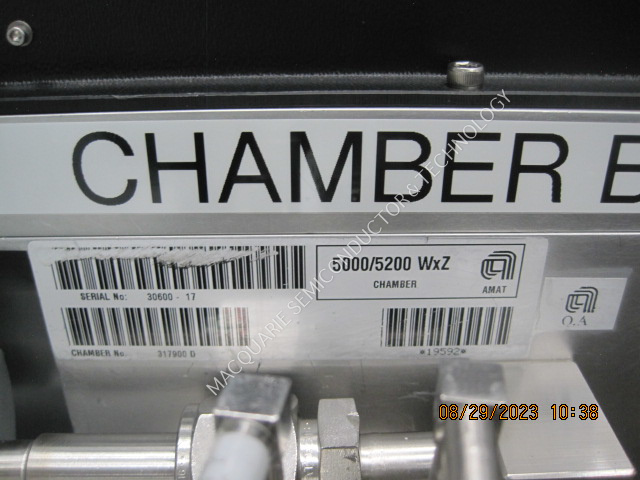 CHAMBER B
5000/5200 WxZ
CHAMBER
AMAT
SERIAL No: 30600 - 17
Q.A
CHAMBER No. 317900 D
*19592*
MACQUARIE SEMICONDUCTOR & TECHNOLOGY
08/29/2023 10:38